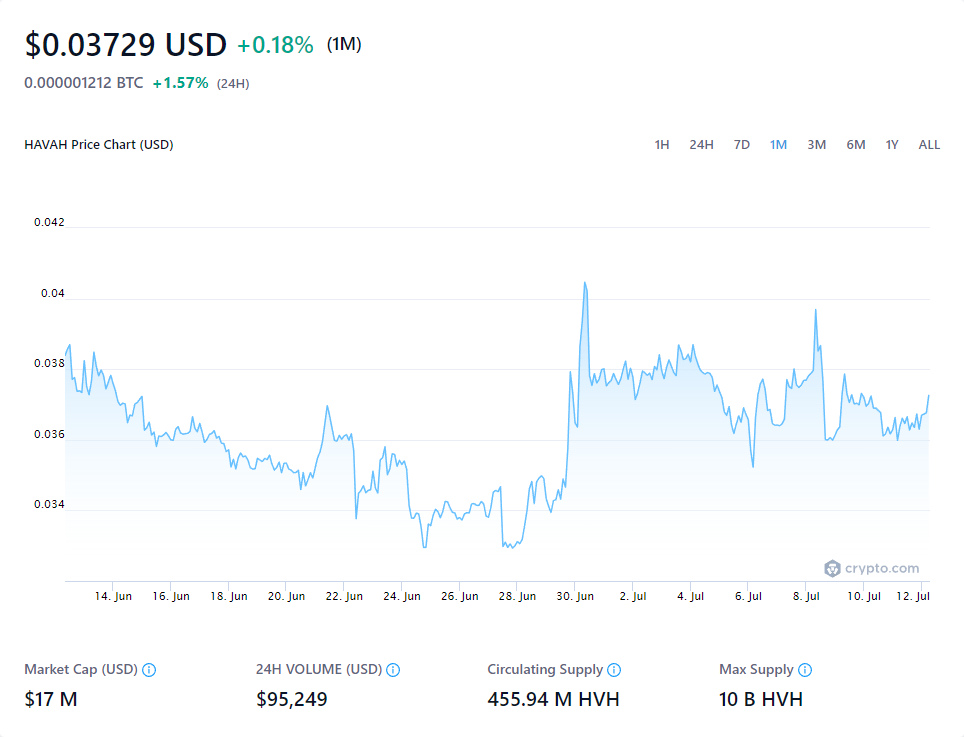 $0.03729 USD +0.18% (1M)
0.000001212 BTC +1.57% (24H)
HAVAH Price Chart (USD) 1H 24H 7D 1M 3M 6M 1Y ALL
0.042
0.04
0.038
0.036
0.034
crypto.com
14. Jun 16. Jun 18. Jun 20. Jun 22. Jun 24. Jun 26. Jun 28. Jun 30. Jun 2. Jul 4. Jul 6. Jul 8. Jul 10. Jul 12. Jul
Market Cap (USD) 24H VOLUME (USD) Circulating Supply Max Supply
$17 M $95,249 455.94 M HVH 10 B HVH